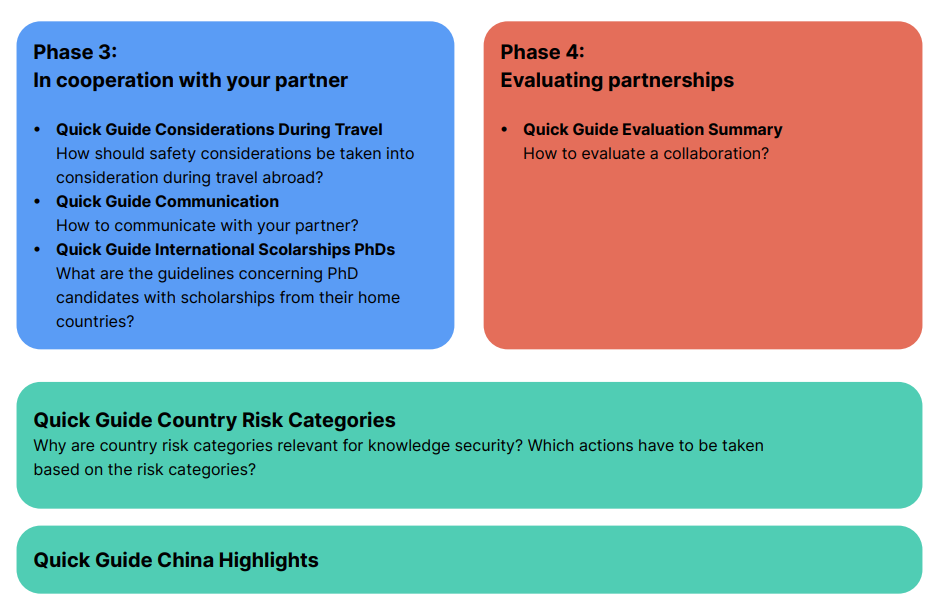 Phase 3:
In cooperation with your partner
• Quick Guide Considerations During Travel
How should safety considerations be taken into
consideration during travel abroad?
• Quick Guide Communication
How to communicate with your partner?
• Quick Guide International Scolarships PhDs
What are the guidelines concerning PhD
candidates with scholarships from their home
countries?
Phase 4:
Evaluating partnerships
• Quick Guide Evaluation Summary
How to evaluate a collaboration?
Quick Guide Country Risk Categories
Why are country risk categories relevant for knowledge security? Which actions have to be taken
based on the risk categories?
Quick Guide China Highlights